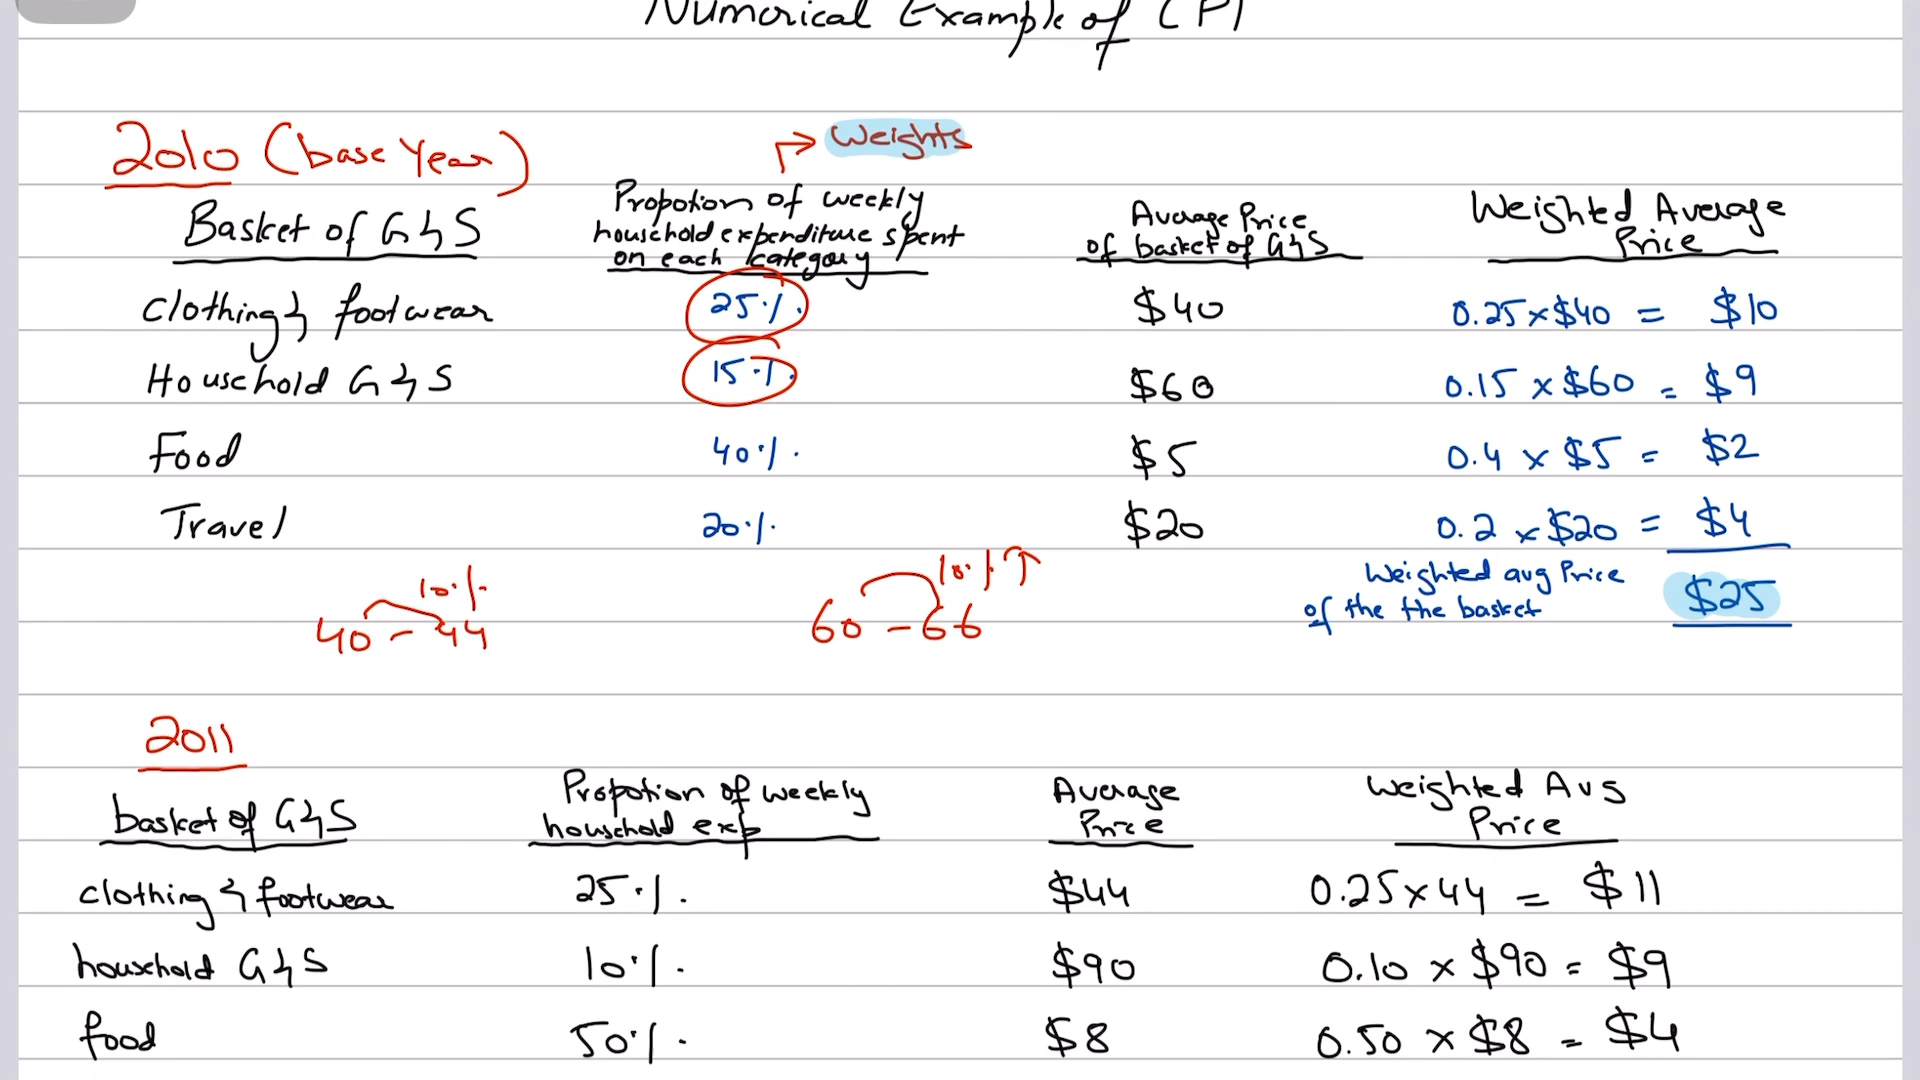 Numerical Example of CPI
2010 (base Year)
Weights
Basket of G & S
Propotion of weekly
household expenditure spent
on each category
Average Price
of basket of G&S
Weighted Average
Price
Clothing & footwear 25% $40 0.25x$40 = $10
Household G & S 15% $60 0.15 x $60 = $9
Food 40% $5 0.4 x $5 = $2
Travel 20% $20 0.2 x $20 = $4
Weighted avg Price
of the the basket $25
10%
40 - 44
10% ↑
60 - 66
2011
basket of G&S
Propotion of weekly
household exp
Average
Price
Weighted Avg
Price
clothing & footwear 25% $44 0.25x44 = $11
household G & S 10% $90 0.10 x $90 = $9
food 50% $8 0.50 x $8 = $4